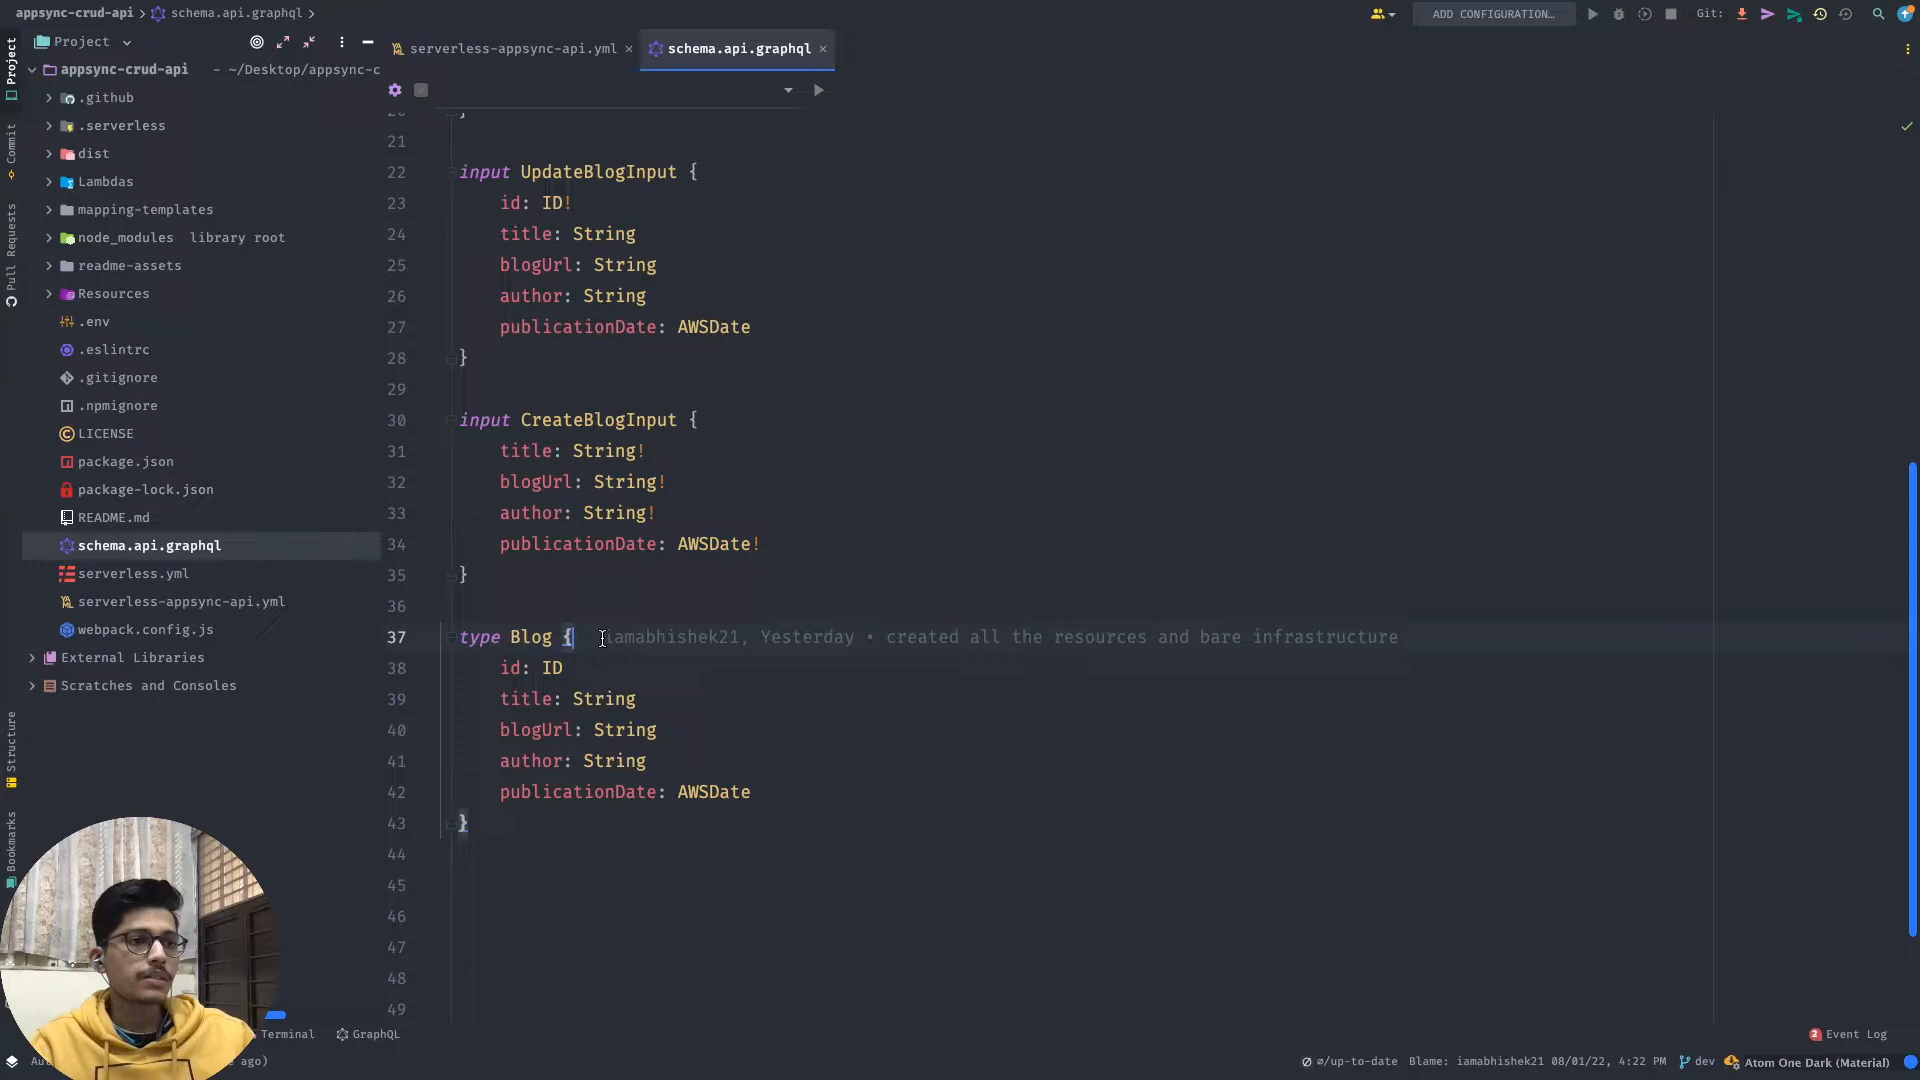 appsync-crud-api > schema.api.graphql >
ADD CONFIGURATION... Git:
Project
serverless-appsync-api.yml × schema.api.graphql ×
appsync-crud-api – ~/Desktop/appsync-c
.github
.serverless
dist
Lambdas
mapping-templates
node_modules library root
readme-assets
Resources
.env
.eslintrc
.gitignore
.npmignore
LICENSE
package.json
package-lock.json
README.md
schema.api.graphql
serverless.yml
serverless-appsync-api.yml
webpack.config.js
External Libraries
Scratches and Consoles
Project
Commit
Pull Requests
Structure
Bookmarks
21
22 input UpdateBlogInput {
23 id: ID!
24 title: String
25 blogUrl: String
26 author: String
27 publicationDate: AWSDate
28 }
29
30 input CreateBlogInput {
31 title: String!
32 blogUrl: String!
33 author: String!
34 publicationDate: AWSDate!
35 }
36
37 type Blog { iamabhishek21, Yesterday • created all the resources and bare infrastructure
38 id: ID
39 title: String
40 blogUrl: String
41 author: String
42 publicationDate: AWSDate
43 }
44
45
46
47
48
49
Terminal GraphQL
2 Event Log
ago) ⌀/up-to-date Blame: iamabhishek21 08/01/22, 4:22 PM dev Atom One Dark (Material)